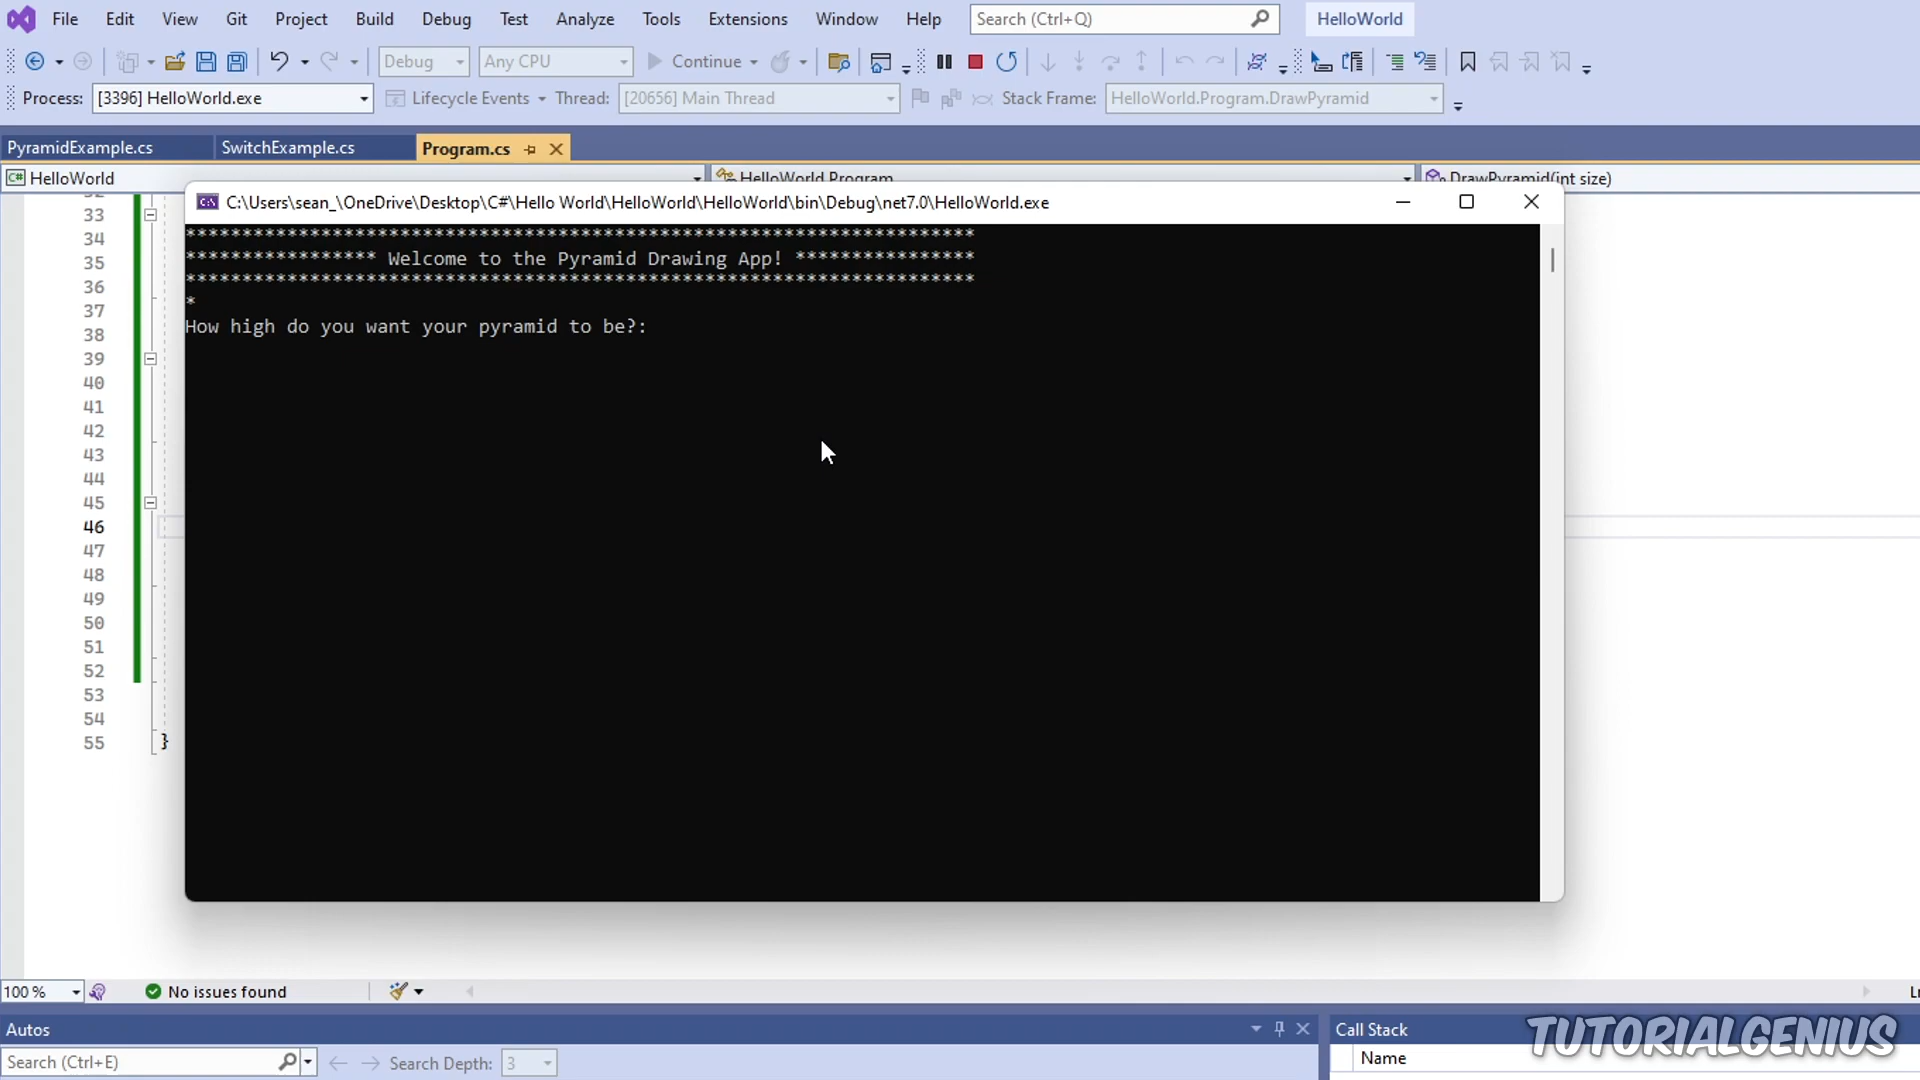 File Edit View Git Project Build Debug Test Analyze Tools Extensions Window Help Search (Ctrl+Q) HelloWorld
Debug Any CPU Continue
Process: [3396] HelloWorld.exe Lifecycle Events Thread: [20656] Main Thread Stack Frame: HelloWorld.Program.DrawPyramid
PyramidExample.cs SwitchExample.cs Program.cs
C# HelloWorld HelloWorld.Program DrawPyramid(int size)
C:\Users\sean_\OneDrive\Desktop\C#\Hello World\HelloWorld\HelloWorld\bin\Debug\net7.0\HelloWorld.exe
**********************************************************************
***************** Welcome to the Pyramid Drawing App! ****************
**********************************************************************
*
How high do you want your pyramid to be?:
33
34
35
36
37
38
39
40
41
42
43
44
45
46
47
48
49
50
51
52
53
54
55 }
100 % No issues found
Autos
Search (Ctrl+E) Search Depth: 3
Call Stack
Name
TUTORIALGENIUS